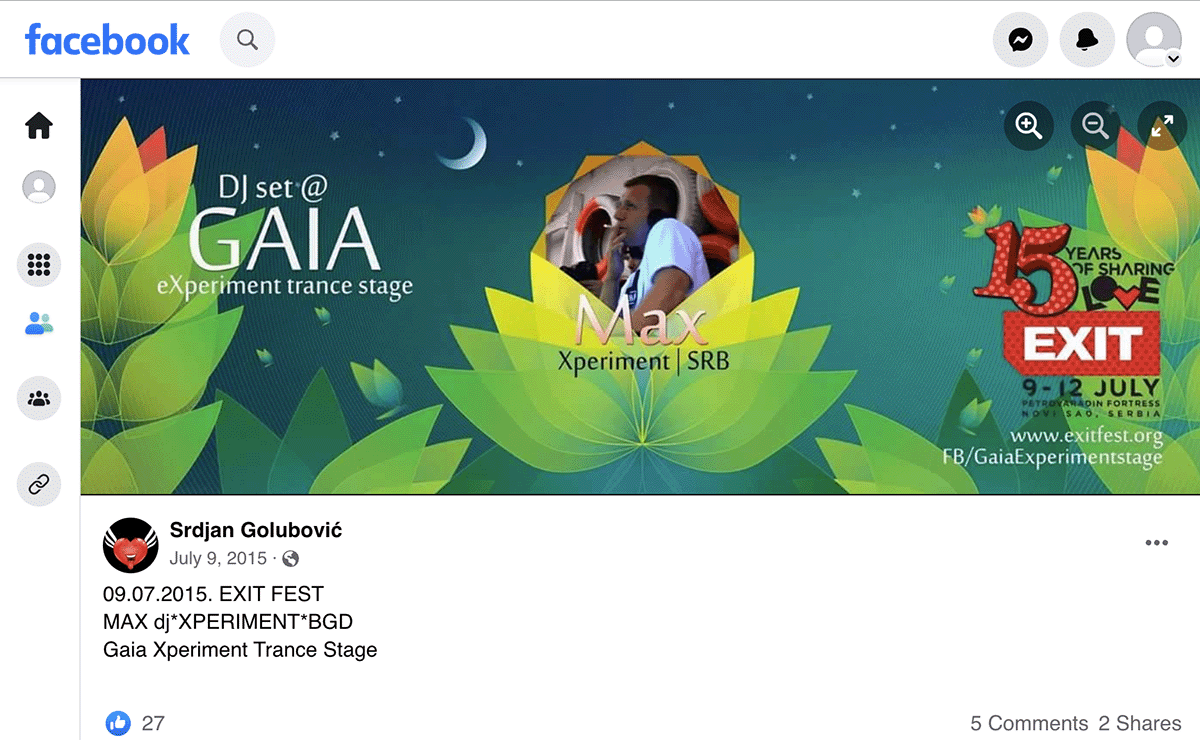 facebook
DJ set @
GAIA
eXperiment trance stage
Max
Xperiment | SRB
15
YEARS
OF SHARING
LOVE
EXIT
9-12 JULY
PETROVARADIN FORTRESS
NOVI SAD, SERBIA
www.exitfest.org
FB/GaiaExperimentstage
Srdjan Golubović
July 9, 2015 ·
09.07.2015. EXIT FEST
MAX dj*XPERIMENT*BGD
Gaia Xperiment Trance Stage
27
5 Comments 2 Shares